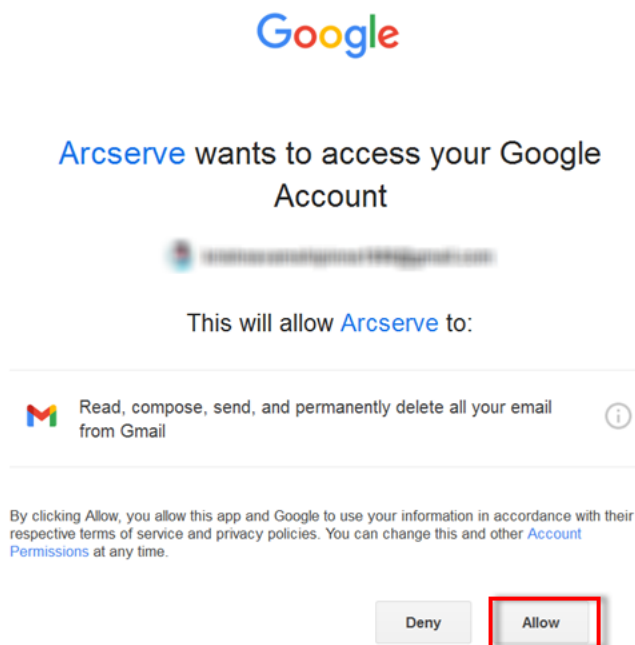 Google
Arcserve wants to access your Google
Account
This will allow Arcserve to:
Read, compose, send, and permanently delete all your email
from Gmail
By clicking Allow, you allow this app and Google to use your information in accordance with their
respective terms of service and privacy policies. You can change this and other Account
Permissions at any time.
Deny Allow